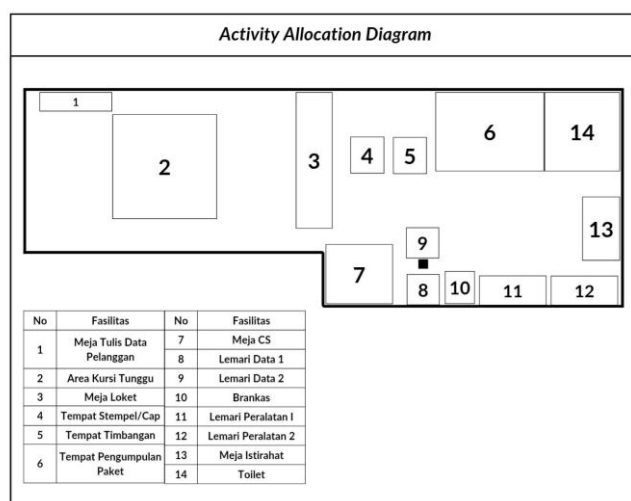 Activity Allocation Diagram
1
2
3
4
5
6
14
13
7
9
8
10
11
12
No Fasilitas No Fasilitas
1 Meja Tulis Data
Pelanggan
7 Meja CS
8 Lemari Data 1
2 Area Kursi Tunggu 9 Lemari Data 2
3 Meja Loket 10 Brankas
4 Tempat Stempel/Cap 11 Lemari Peralatan I
5 Tempat Timbangan 12 Lemari Peralatan 2
6 Tempat Pengumpulan
Paket
13 Meja Istirahat
14 Toilet